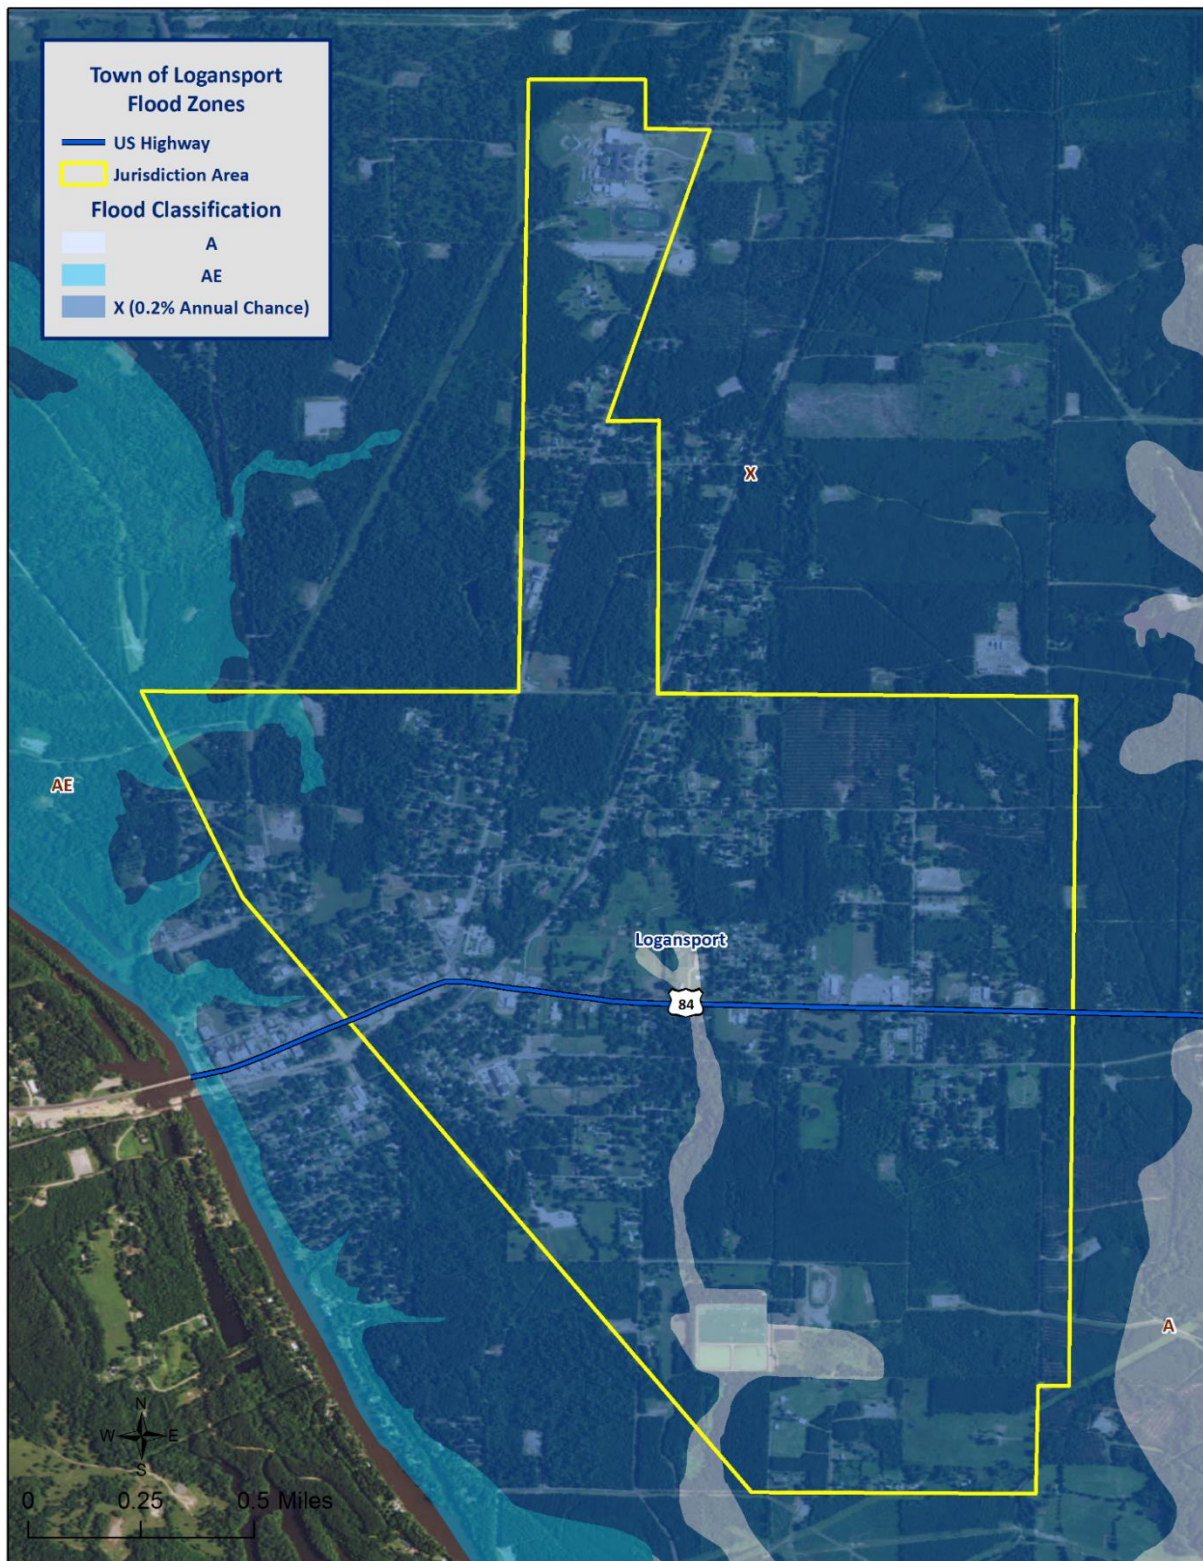 Town of Logansport
Flood Zones
US Highway
Jurisdiction Area
Flood Classification
A
AE
X (0.2% Annual Chance)
X
AE
Logansport
84
A
N
W E
S
0 0.25 0.5 Miles